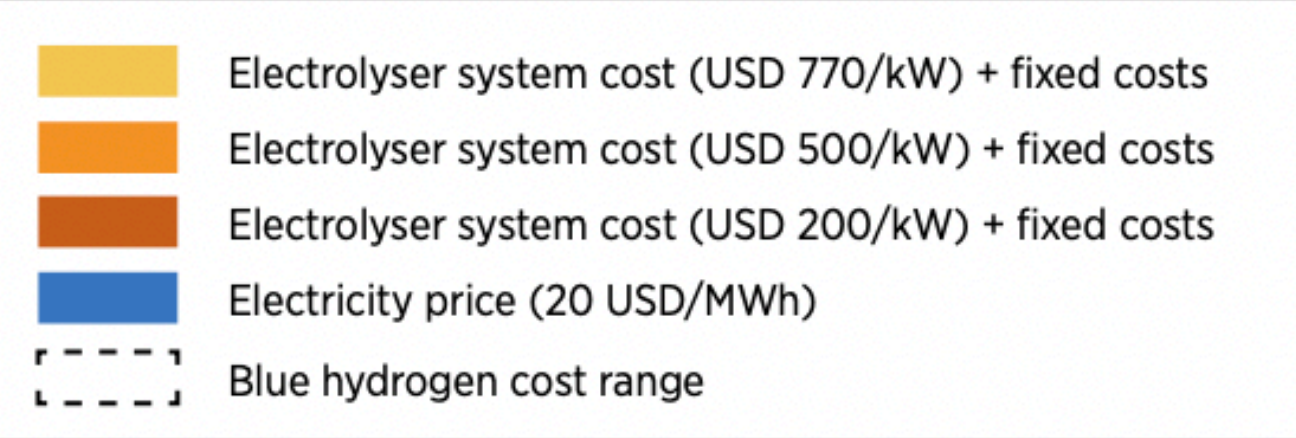 Electrolyser system cost (USD 770/kW) + fixed costs
Electrolyser system cost (USD 500/kW) + fixed costs
Electrolyser system cost (USD 200/kW) + fixed costs
Electricity price (20 USD/MWh)
Blue hydrogen cost range